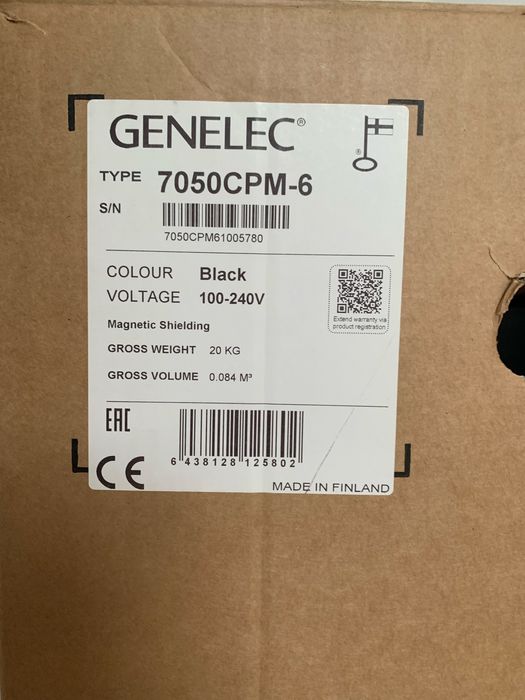 GENELEC®
®
TYPE 7050CPM-6
S/N
7050CPM61005780
COLOUR Black
VOLTAGE 100-240V
Extend warranty via
product registration
Magnetic Shielding
GROSS WEIGHT 20 KG
GROSS VOLUME 0.084 M³
EAC
CE
6 438128 125802
MADE IN FINLAND